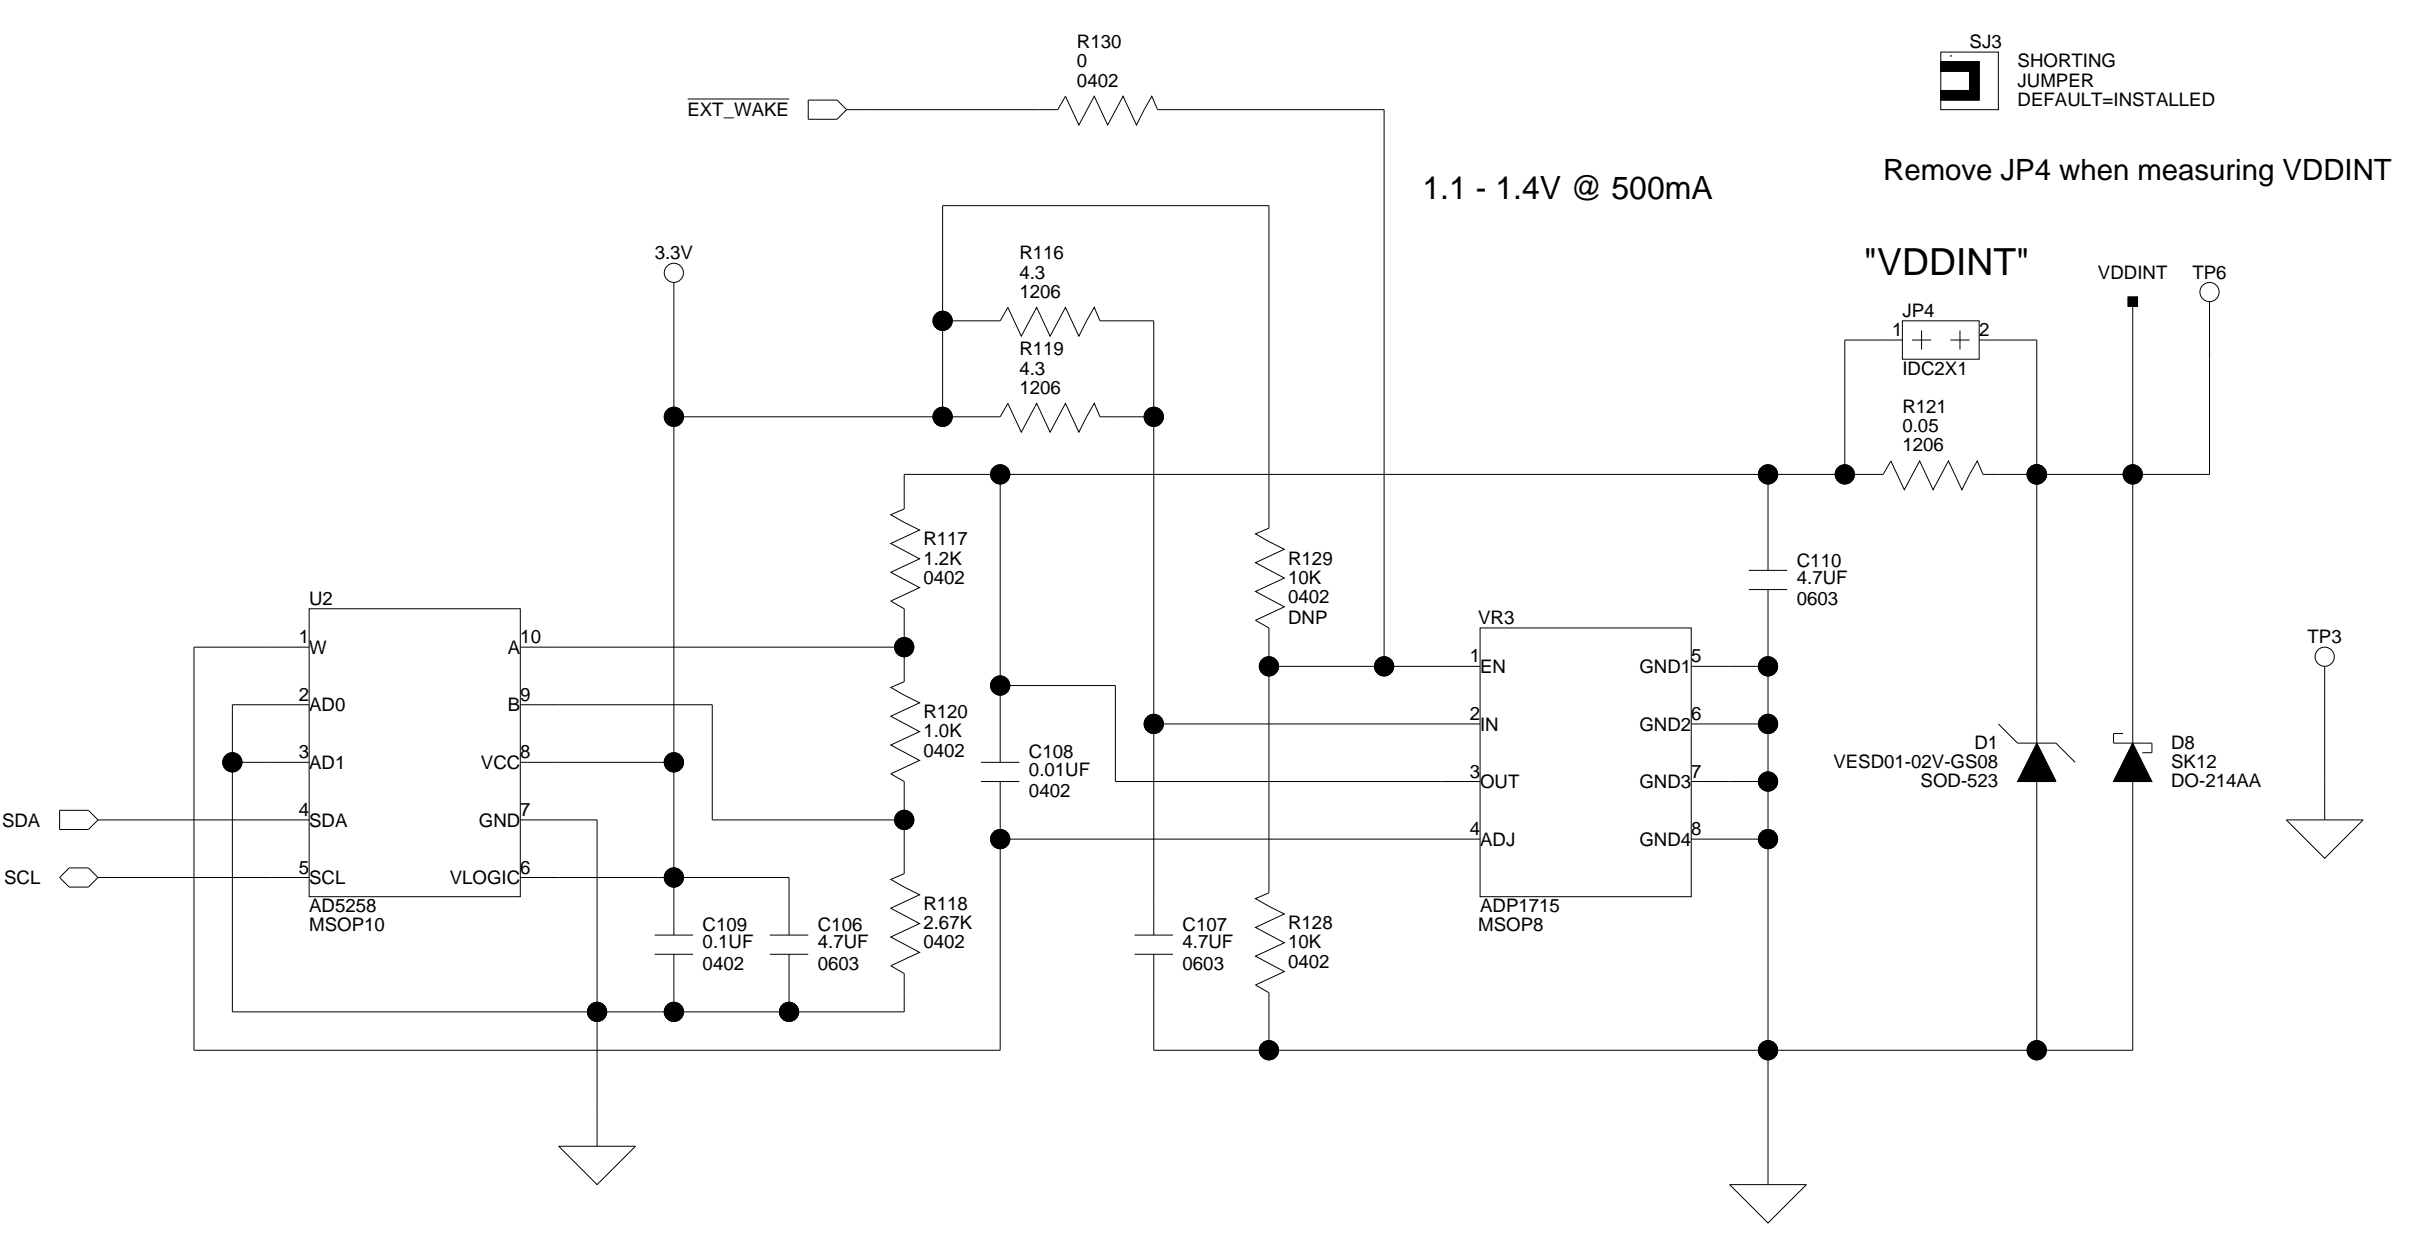 R130
0
0402
EXT_WAKE
SJ3
SHORTING
JUMPER
DEFAULT=INSTALLED
Remove JP4 when measuring VDDINT
1.1 - 1.4V @ 500mA
3.3V
R116
4.3
1206
R119
4.3
1206
"VDDINT"
VDDINT
TP6
JP4
1
2
IDC2X1
R121
0.05
1206
R117
1.2K
0402
R129
10K
0402
DNP
C110
4.7UF
0603
U2
1 W
2 AD0
3 AD1
4 SDA
5 SCL
A 10
B 9
VCC 8
GND 7
VLOGIC 6
AD5258
MSOP10
SDA
SCL
R120
1.0K
0402
C108
0.01UF
0402
VR3
1 EN
2 IN
3 OUT
4 ADJ
GND1 5
GND2 6
GND3 7
GND4 8
ADP1715
MSOP8
D1
VESD01-02V-GS08
SOD-523
D8
SK12
DO-214AA
TP3
C109
0.1UF
0402
C106
4.7UF
0603
R118
2.67K
0402
C107
4.7UF
0603
R128
10K
0402